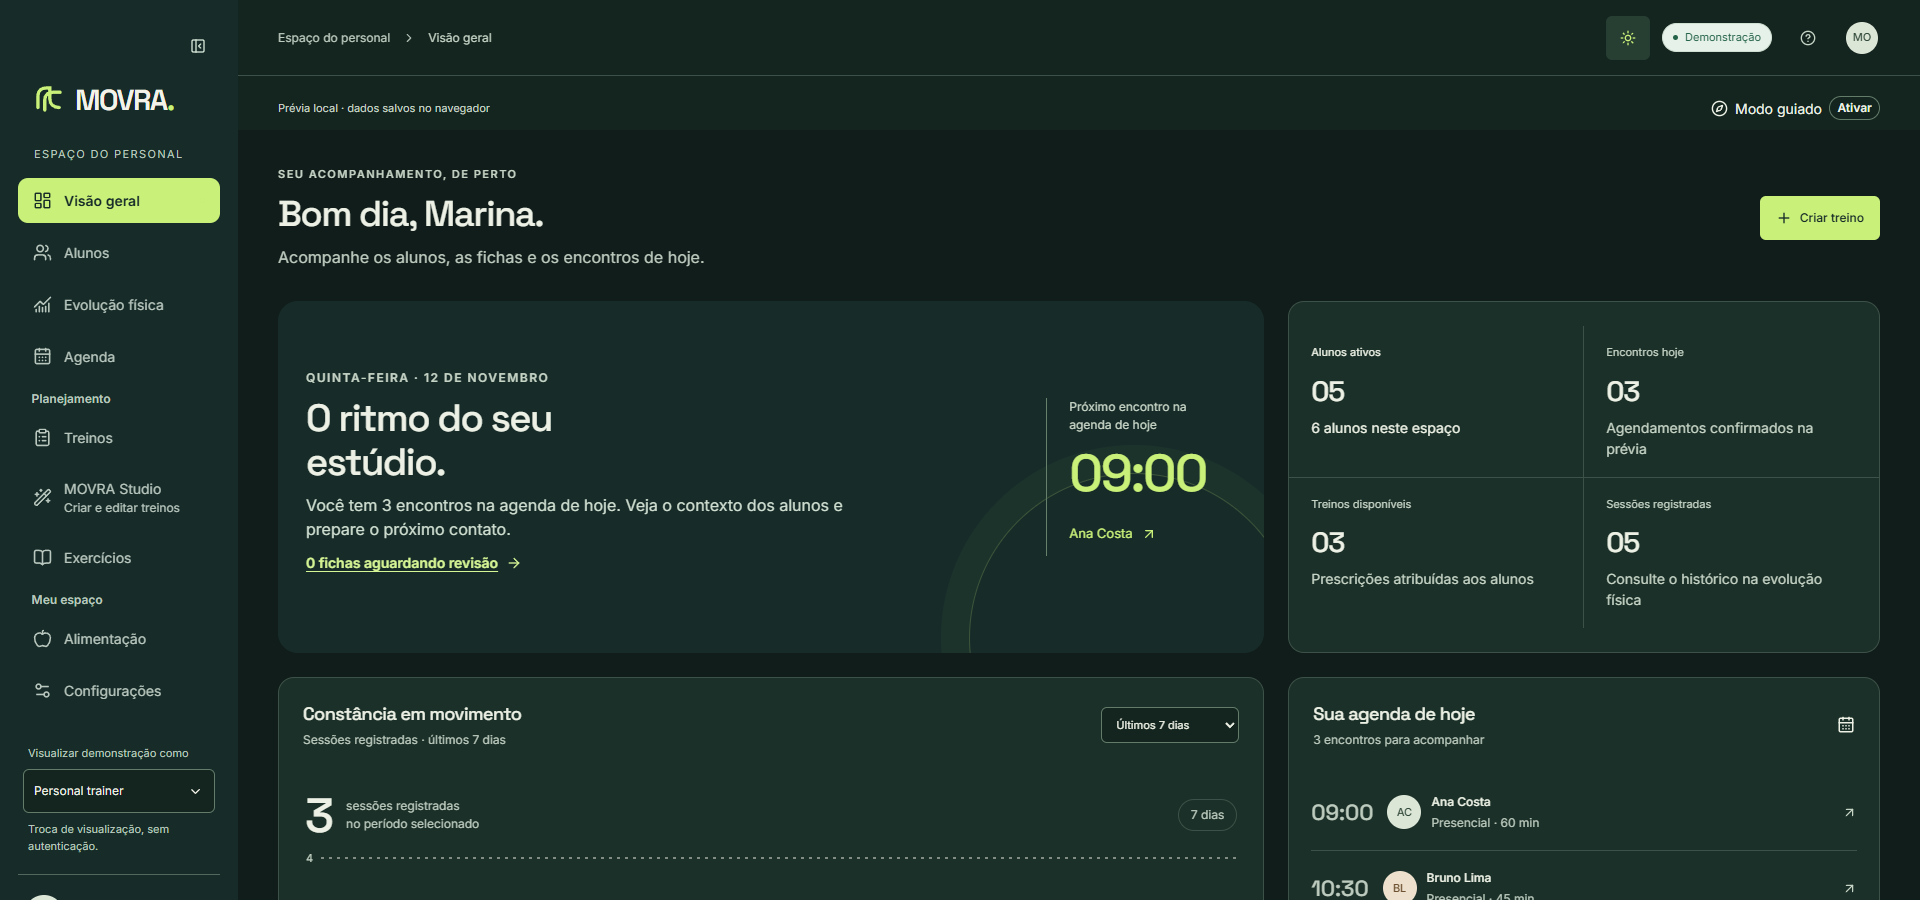 MOVRA.
ESPAÇO DO PERSONAL
Visão geral
Alunos
Evolução física
Agenda
Planejamento
Treinos
MOVRA Studio
Criar e editar treinos
Exercícios
Meu espaço
Alimentação
Configurações
Visualizar demonstração como
Personal trainer
Troca de visualização, sem
autenticação.
Espaço do personal > Visão geral
Demonstração
MO
Prévia local · dados salvos no navegador
Modo guiado Ativar
SEU ACOMPANHAMENTO, DE PERTO
Bom dia, Marina.
Acompanhe os alunos, as fichas e os encontros de hoje.
+ Criar treino
QUINTA-FEIRA · 12 DE NOVEMBRO
O ritmo do seu
estúdio.
Você tem 3 encontros na agenda de hoje. Veja o contexto dos alunos e
prepare o próximo contato.
0 fichas aguardando revisão →
Próximo encontro na
agenda de hoje
09:00
Ana Costa
Alunos ativos
05
6 alunos neste espaço
Encontros hoje
03
Agendamentos confirmados na
prévia
Treinos disponíveis
03
Prescrições atribuídas aos alunos
Sessões registradas
05
Consulte o histórico na evolução
física
Constância em movimento
Sessões registradas · últimos 7 dias
Últimos 7 dias
3
sessões registradas
no período selecionado
7 dias
4
Sua agenda de hoje
3 encontros para acompanhar
09:00
AC
Ana Costa
Presencial · 60 min
10:30
BL
Bruno Lima
Presencial · 45 min